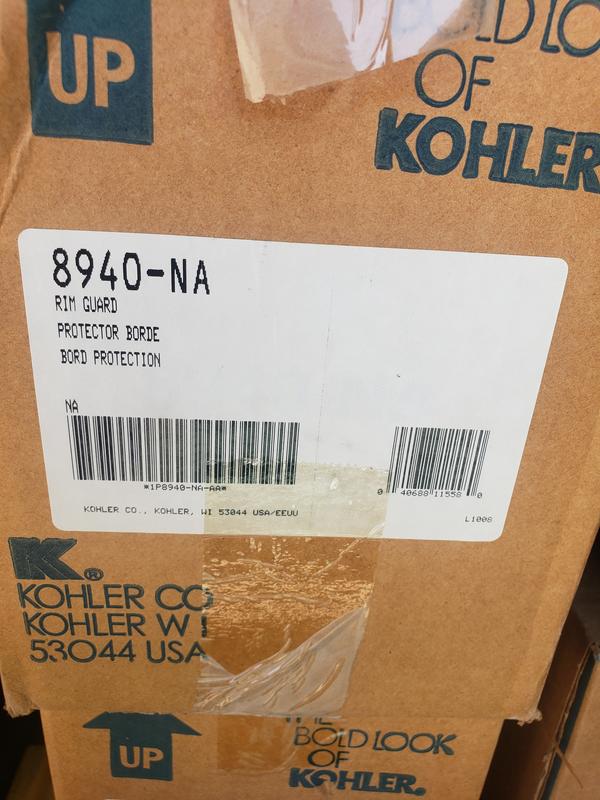 UP
OF
KOHLER
8940-NA
RIM GUARD
PROTECTOR BORDE
BORD PROTECTION
NA
*1P8940-NA-AA*
0 40688 11558 0
KOHLER CO., KOHLER, WI 53044 USA/EEUU
L1008
K®
KOHLER CO
KOHLER W I
53044 USA
UP
BOLD LOOK
OF
KOHLER.